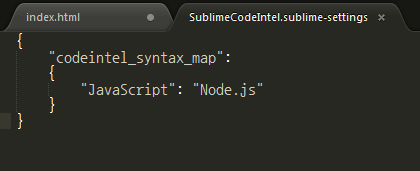 index.html
SublimeCodeIntel.sublime-settings ×
{
    "codeintel_syntax_map":
    {
        "JavaScript": "Node.js"
    }
}